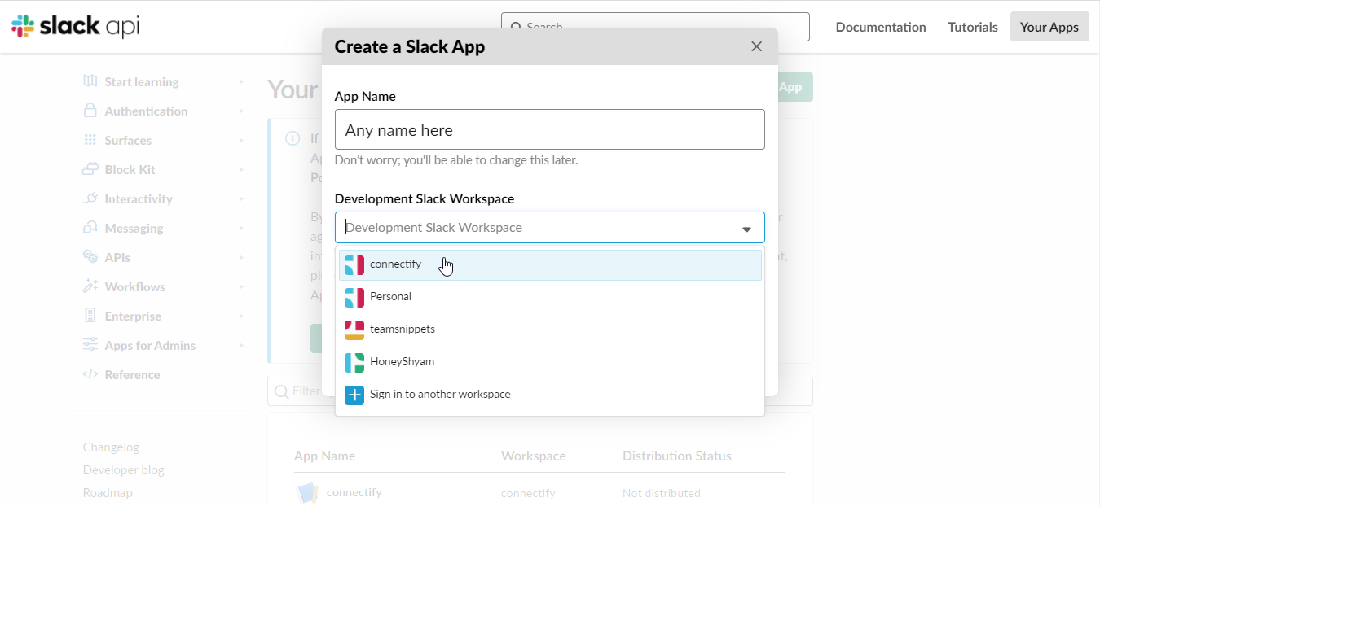 slack api
Search
Documentation
Tutorials
Your Apps
Create a Slack App
Start learning
Authentication
Surfaces
Block Kit
Interactivity
Messaging
APIs
Workflows
Enterprise
Apps for Admins
Reference
Changelog
Developer blog
Roadmap
Your
App
If
App Name
Any name here
Don't worry; you'll be able to change this later.
Development Slack Workspace
Development Slack Workspace
connectify
Personal
teamsnippets
HoneyShyam
Sign in to another workspace
Filter
App Name Workspace Distribution Status
connectify connectify Not distributed